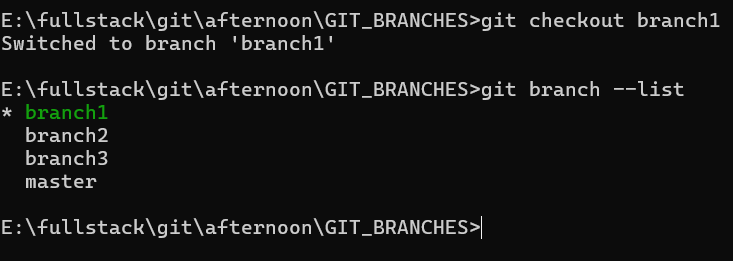 E:\fullstack\git\afternoon\GIT_BRANCHES>git checkout branch1
Switched to branch 'branch1'
E:\fullstack\git\afternoon\GIT_BRANCHES>git branch --list
* branch1
branch2
branch3
master
E:\fullstack\git\afternoon\GIT_BRANCHES>